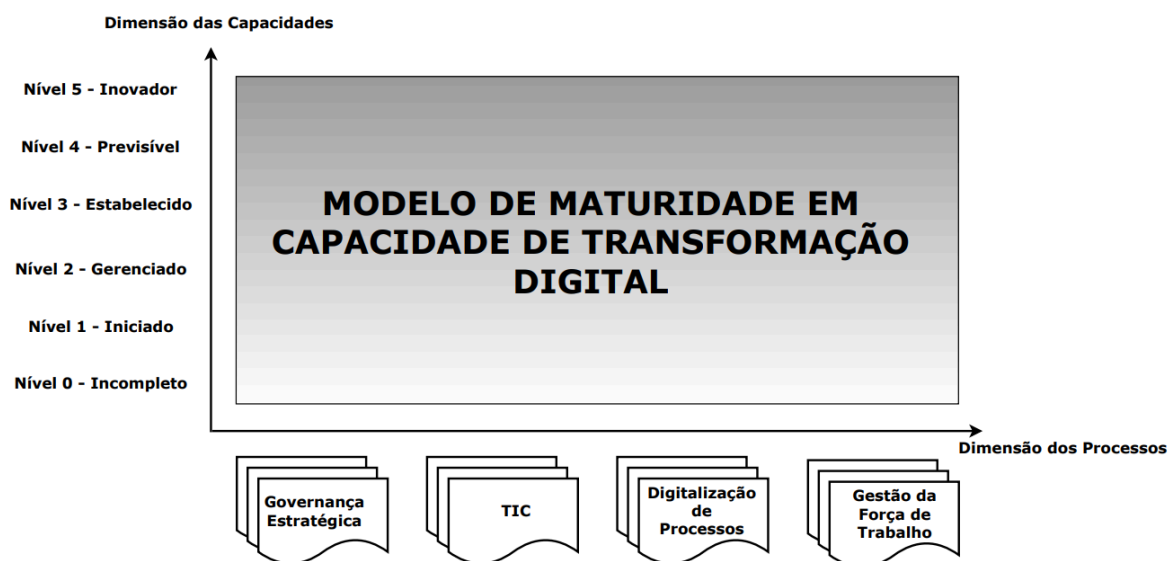 Dimensão das Capacidades
Nível 5 - Inovador
Nível 4 - Previsível
Nível 3 - Estabelecido
Nível 2 - Gerenciado
Nível 1 - Iniciado
Nível 0 - Incompleto
MODELO DE MATURIDADE EM
CAPACIDADE DE TRANSFORMAÇÃO
DIGITAL
Dimensão dos Processos
Governança
Estratégica
TIC
Digitalização
de
Processos
Gestão da
Força de
Trabalho